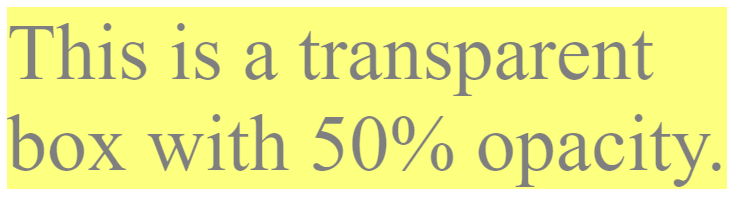 This is a transparent
box with 50% opacity.